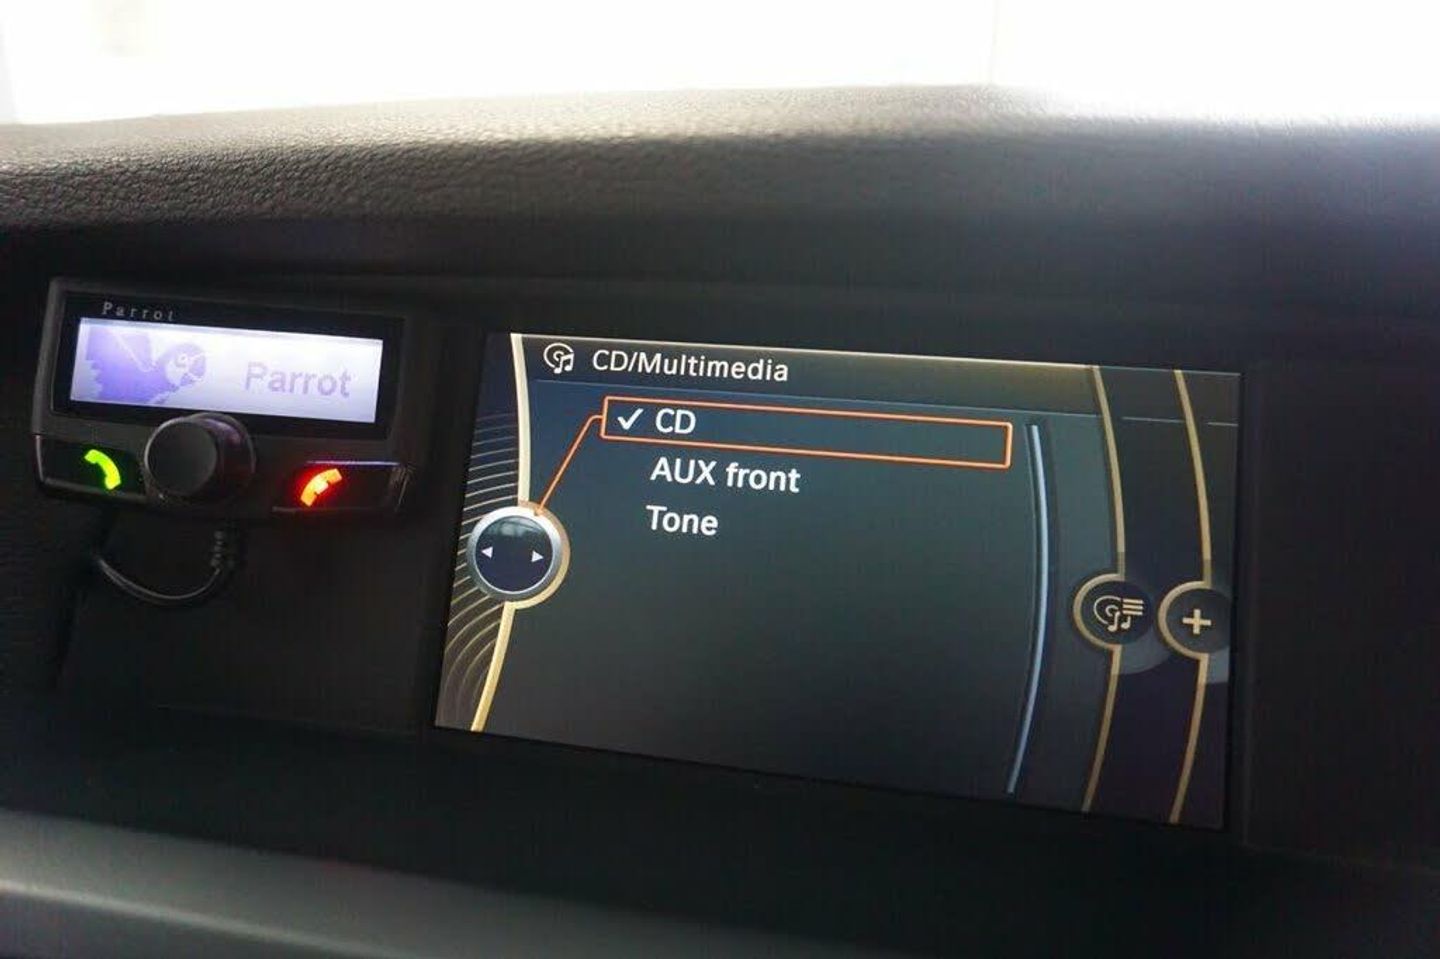 Parrot
Parrot
CD/Multimedia
CD
AUX front
Tone